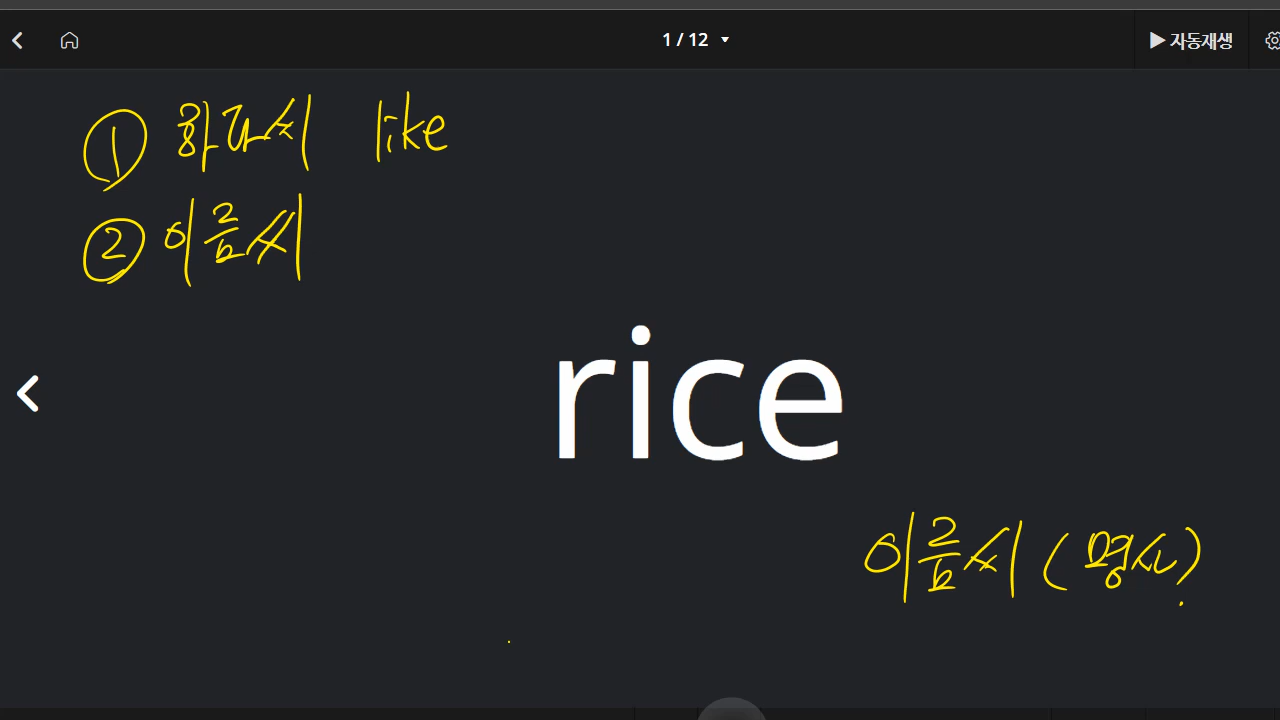 1 / 12 ▶ 자동재생
① 하다씨 like
② 이름씨
rice
이름씨 (명사)